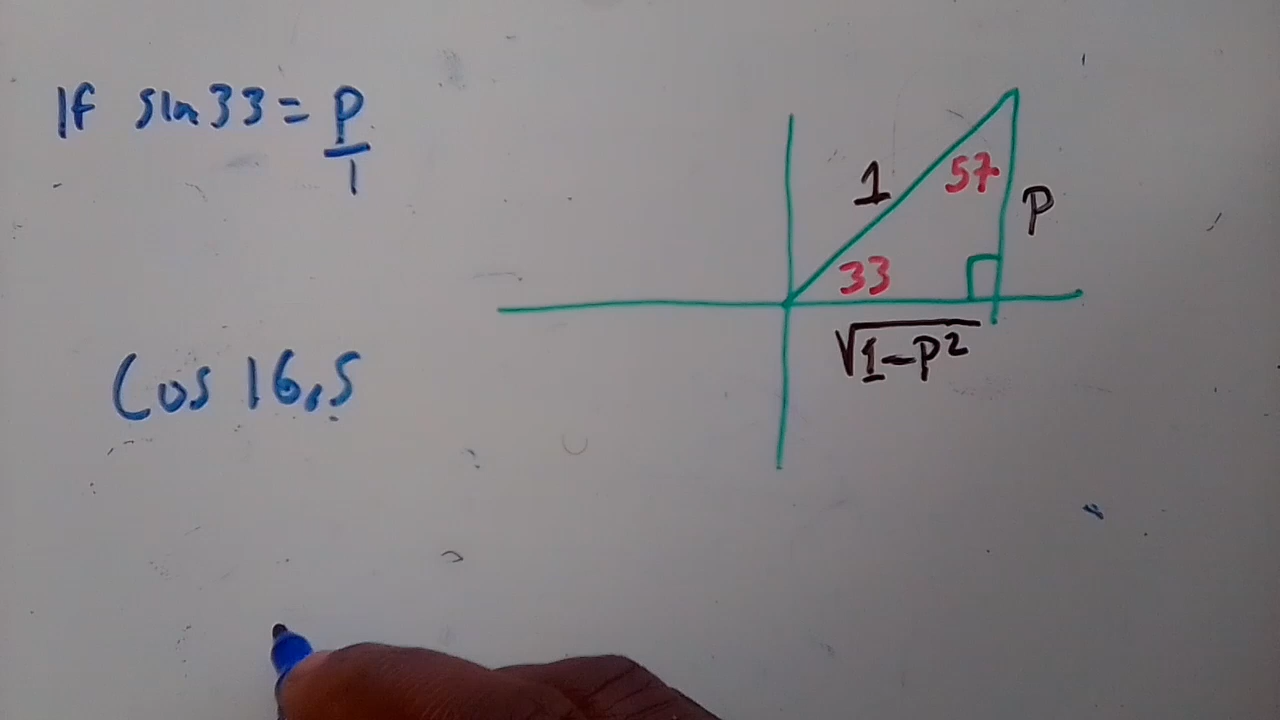 If sin33 = P/1
1
57
P
33
√1-P²
Cos 16,5